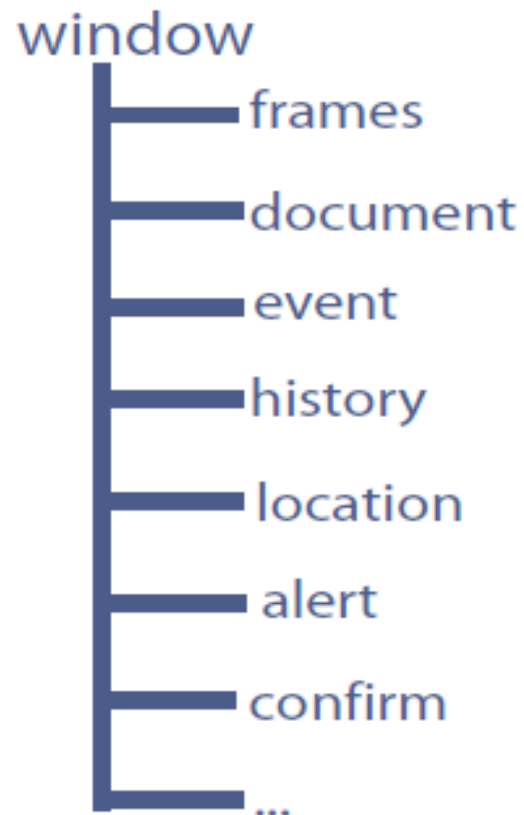 window
frames
document
event
history
location
alert
confirm
...